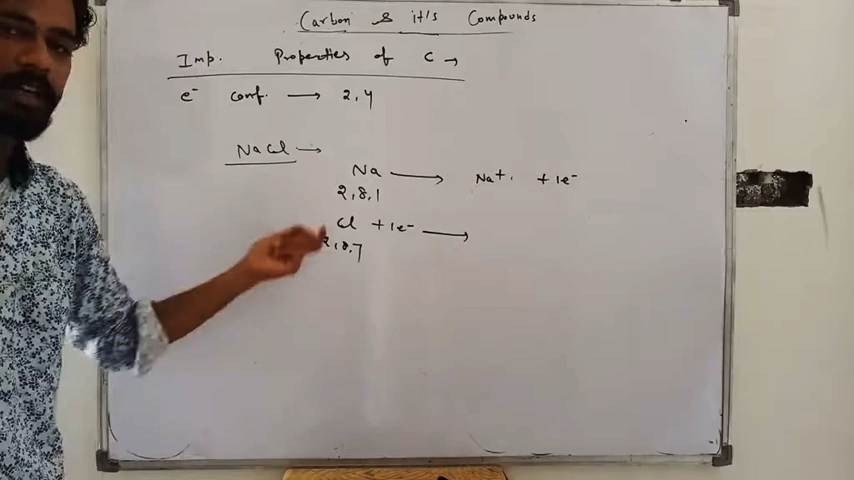 Carbon & it's Compounds
Imp. Properties of C →
e⁻ conf. → 2,4
NaCl →
Na → Na⁺ + 1e⁻
2,8,1
Cl + 1e⁻ →
2,8,7